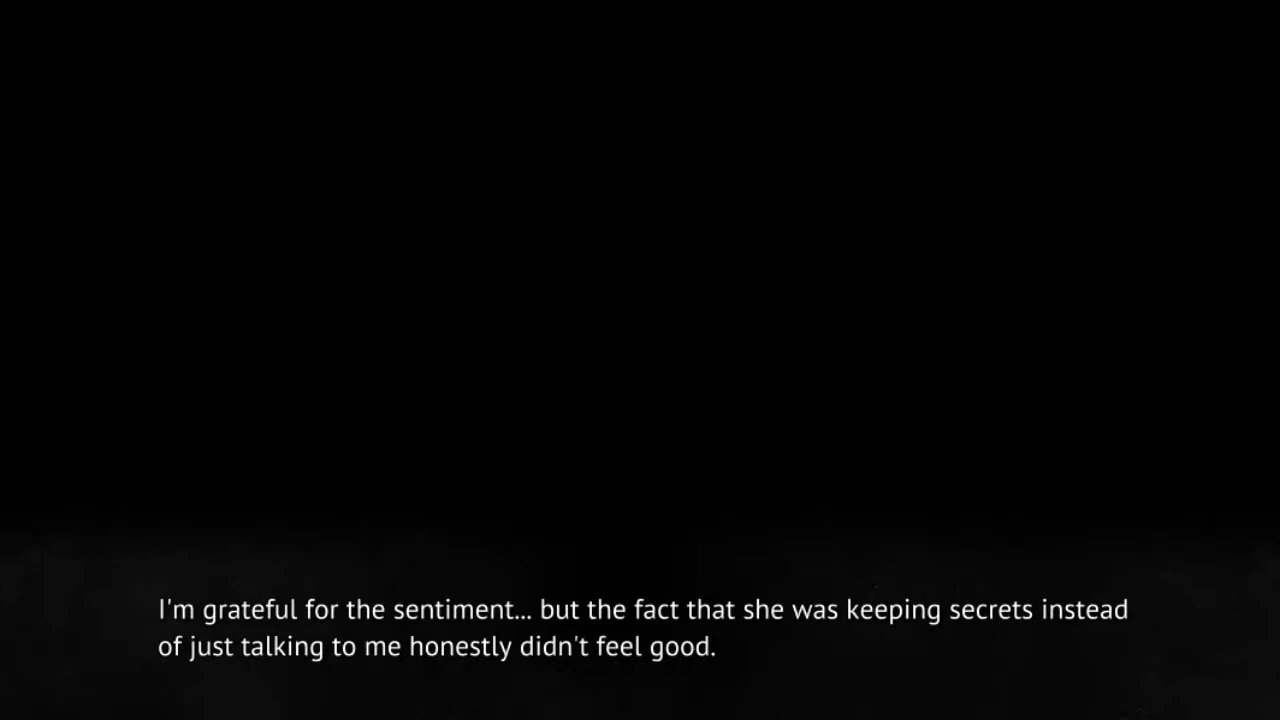 I'm grateful for the sentiment... but the fact that she was keeping secrets instead
of just talking to me honestly didn't feel good.